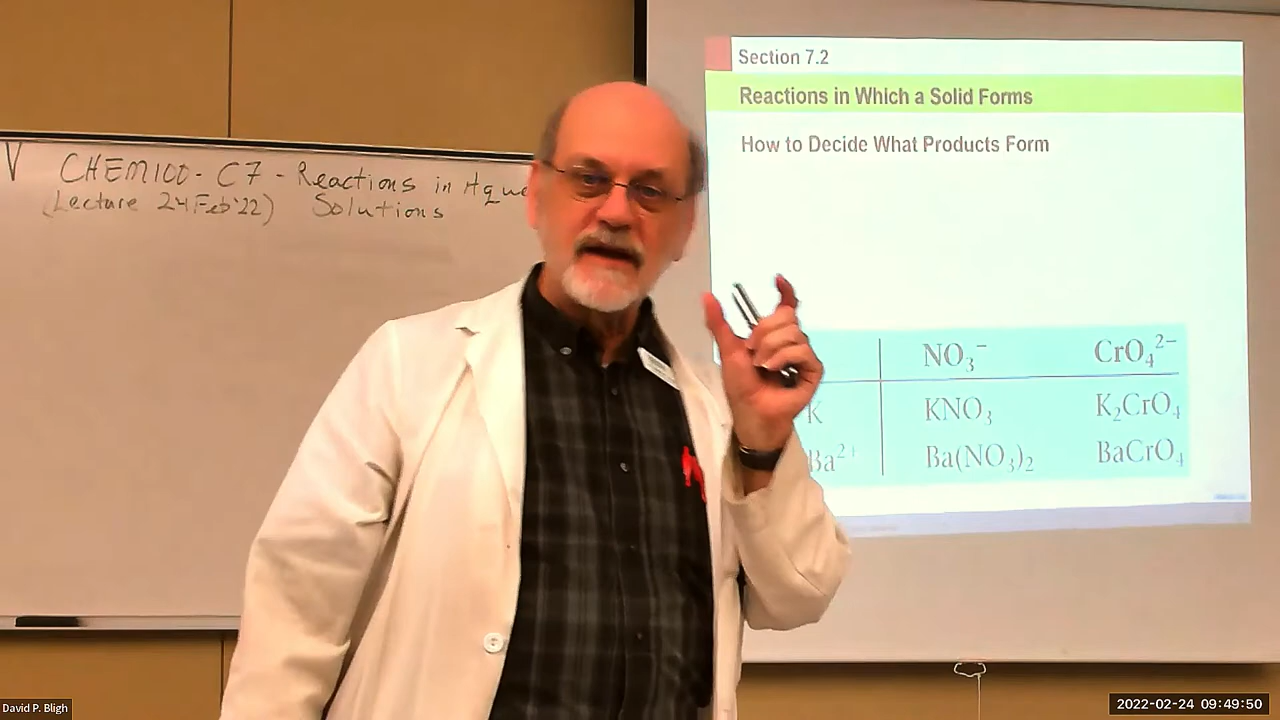 V CHEM100 - C7 - Reactions in Aque
(Lecture 24Feb'22) Solutions
Section 7.2
Reactions in Which a Solid Forms
How to Decide What Products Form
NO₃⁻ CrO₄²⁻
K KNO₃ K₂CrO₄
Ba²⁺ Ba(NO₃)₂ BaCrO₄
David P. Bligh
2022-02-24 09:49:50